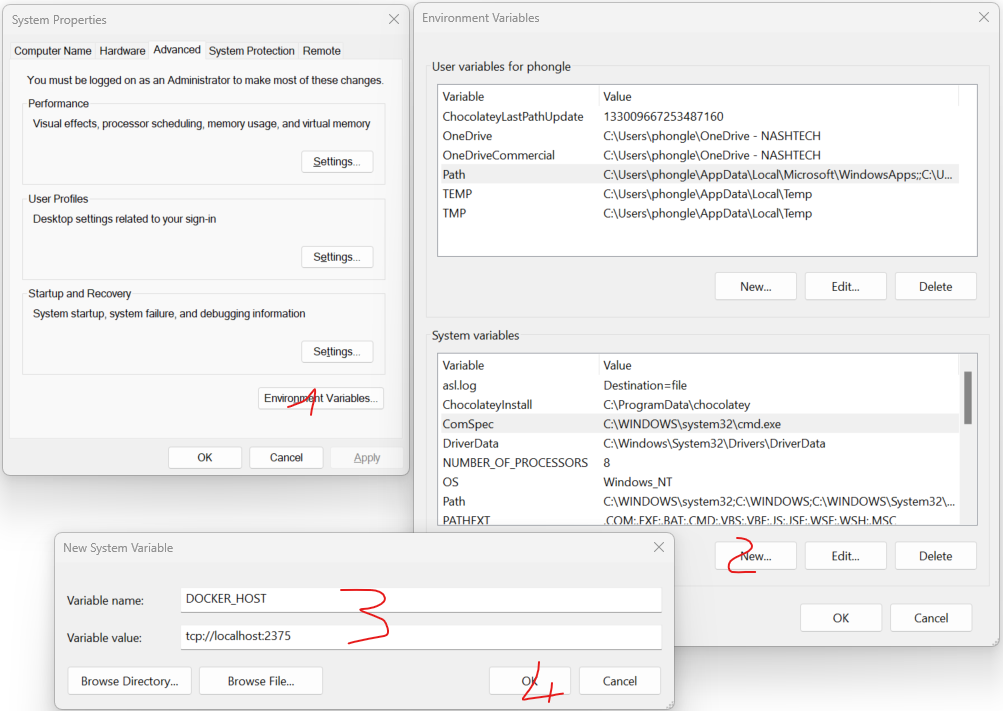 System Properties
Computer Name Hardware Advanced System Protection Remote
You must be logged on as an Administrator to make most of these changes.
Performance
Visual effects, processor scheduling, memory usage, and virtual memory
Settings...
User Profiles
Desktop settings related to your sign-in
Settings...
Startup and Recovery
System startup, system failure, and debugging information
Settings...
Environment Variables...
1
OK Cancel Apply
Environment Variables
User variables for phongle
Variable Value
ChocolateyLastPathUpdate 133009667253487160
OneDrive C:\Users\phongle\OneDrive - NASHTECH
OneDriveCommercial C:\Users\phongle\OneDrive - NASHTECH
Path C:\Users\phongle\AppData\Local\Microsoft\WindowsApps;;C:\U...
TEMP C:\Users\phongle\AppData\Local\Temp
TMP C:\Users\phongle\AppData\Local\Temp
New... Edit... Delete
System variables
Variable Value
asl.log Destination=file
ChocolateyInstall C:\ProgramData\chocolatey
ComSpec C:\WINDOWS\system32\cmd.exe
DriverData C:\Windows\System32\Drivers\DriverData
NUMBER_OF_PROCESSORS 8
OS Windows_NT
Path C:\WINDOWS\system32;C:\WINDOWS;C:\WINDOWS\System32\...
PATHEXT .COM;.EXE;.BAT;.CMD;.VBS;.VBE;.JS;.JSE;.WSF;.WSH;.MSC
New... Edit... Delete
2
OK Cancel
New System Variable
Variable name: DOCKER_HOST
Variable value: tcp://localhost:2375
3
Browse Directory... Browse File... OK Cancel
4